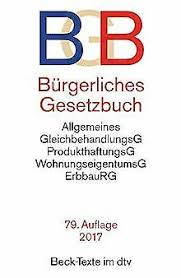 BGB
Bürgerliches
Gesetzbuch
Allgemeines
GleichbehandlungsG
ProdukthaftungsG
WohnungseigentumsG
ErbbauRG
79. Auflage
2017
Beck-Texte im dtv